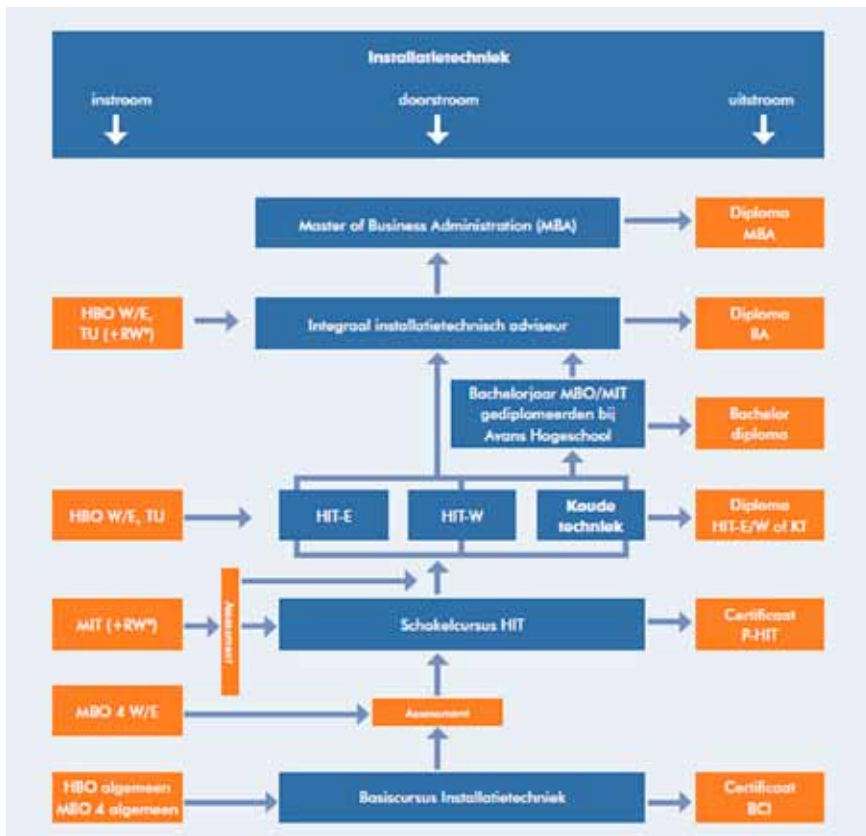 Installatietechniek
instroom
doorstroom
uitstroom
Master of Business Administration (MBA)
Diploma
MBA
HBO W/E,
TU (+RW*)
Integraal installatietechnisch adviseur
Diploma
BA
Bachelorjaar MBO/MIT
gediplomeerden bij
Avans Hogeschool
Bachelor
diploma
HBO W/E, TU
HIT-E
HIT-W
Koude
techniek
Diploma
HIT-E/W of KT
MIT (+RW*)
Assessment
Schakelcursus HIT
Certificaat
P-HIT
MBO 4 W/E
Assessment
HBO algemeen
MBO 4 algemeen
Basiscursus Installatietechniek
Certificaat
BCI